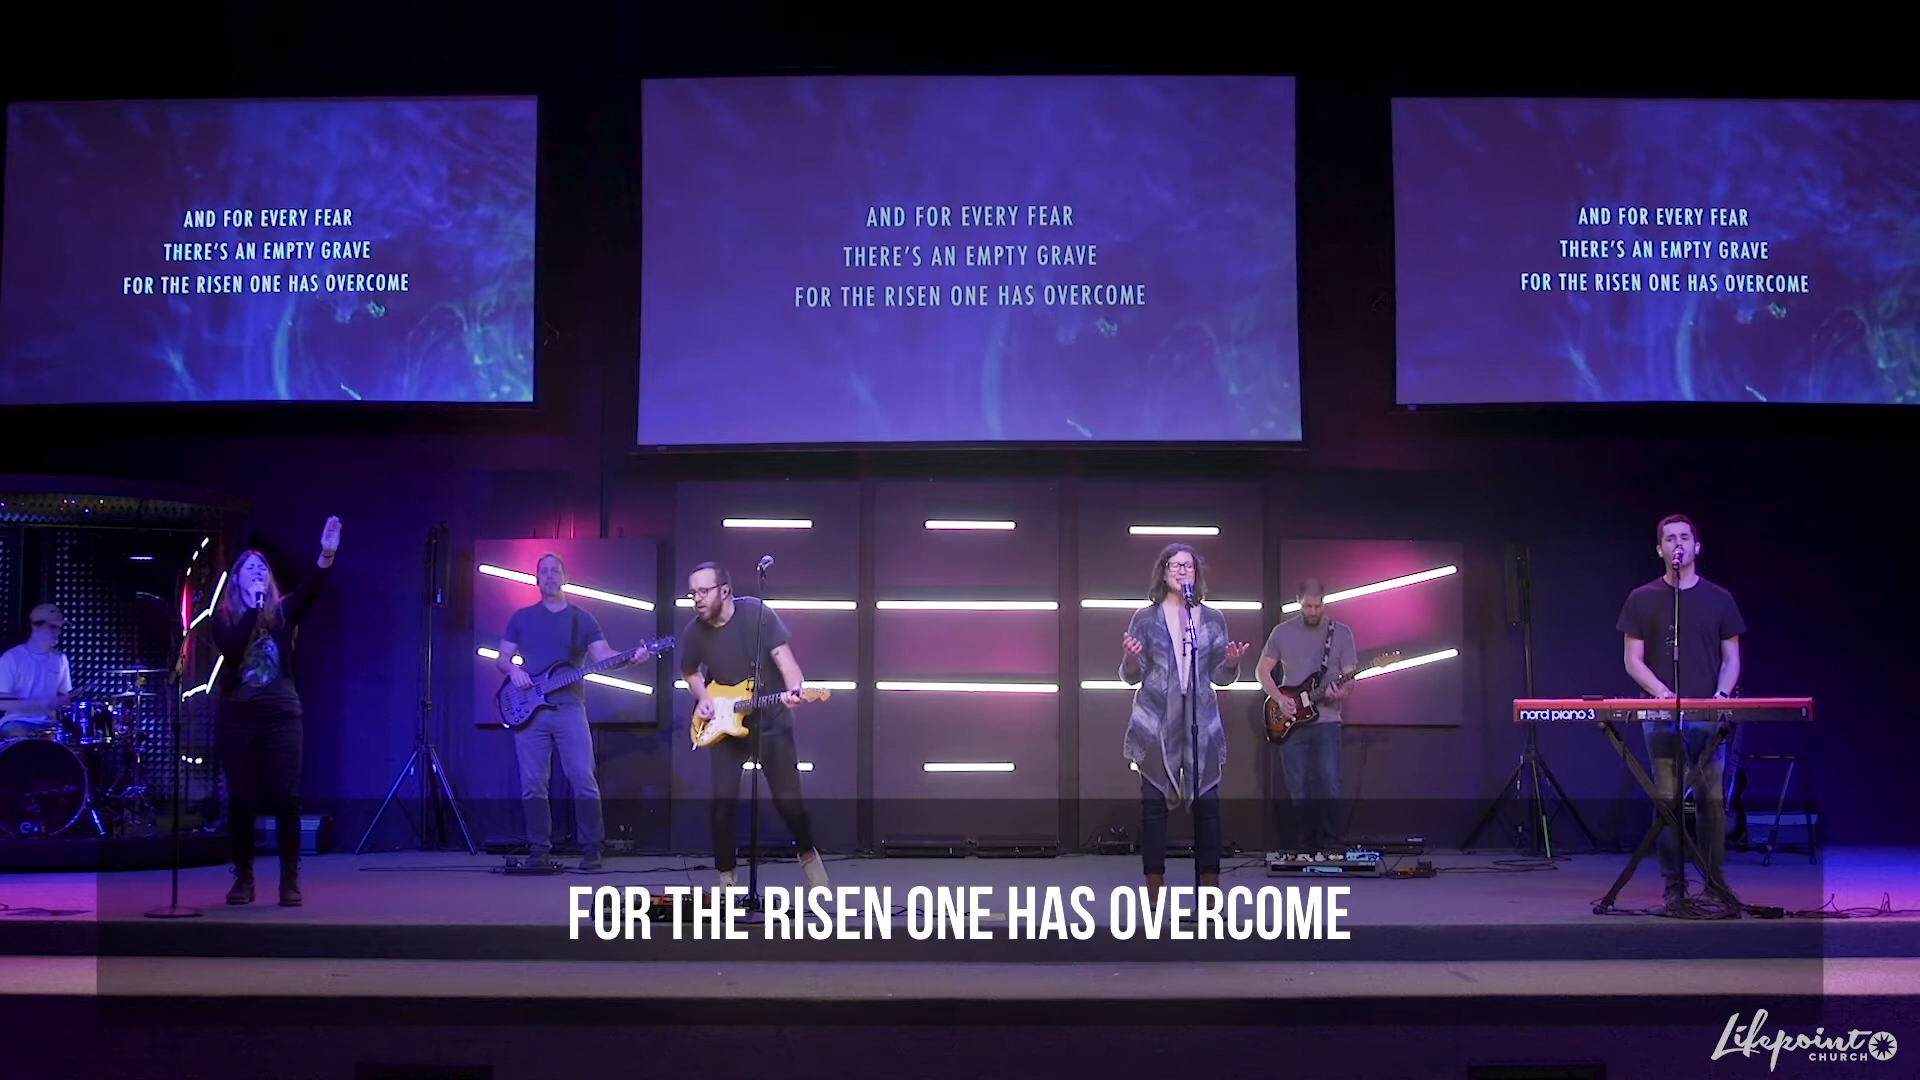 AND FOR EVERY FEAR
THERE'S AN EMPTY GRAVE
FOR THE RISEN ONE HAS OVERCOME
AND FOR EVERY FEAR
THERE'S AN EMPTY GRAVE
FOR THE RISEN ONE HAS OVERCOME
AND FOR EVERY FEAR
THERE'S AN EMPTY GRAVE
FOR THE RISEN ONE HAS OVERCOME
nord piano 3
FOR THE RISEN ONE HAS OVERCOME
Lifepoint
CHURCH